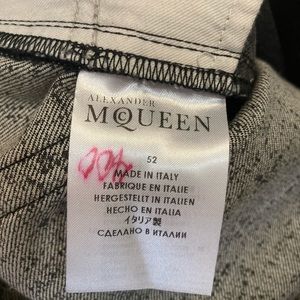 ALEXANDER
MCQUEEN
52
MADE IN ITALY
FABRIQUE EN ITALIE
HERGESTELLT IN ITALIEN
HECHO EN ITALIA
イタリア製
СДЕЛАНО В ИТАЛИИ